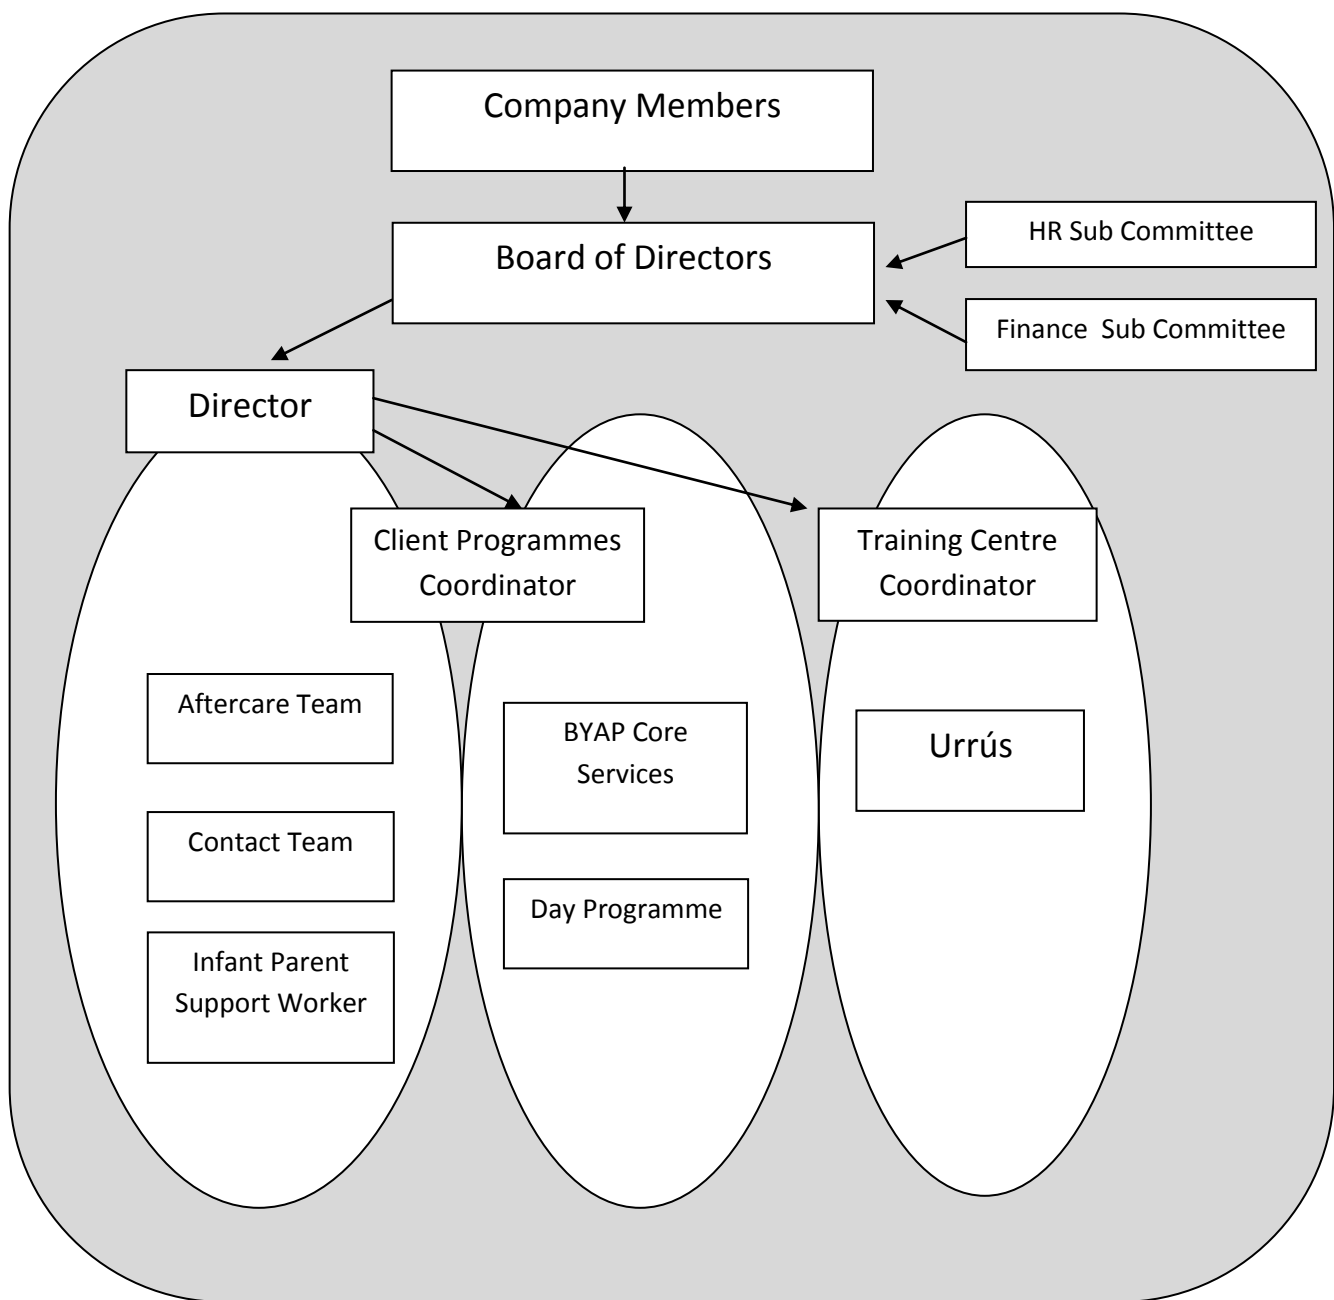 Company Members
Board of Directors
HR Sub Committee
Finance Sub Committee
Director
Client Programmes
Coordinator
Training Centre
Coordinator
Aftercare Team
Contact Team
Infant Parent
Support Worker
BYAP Core
Services
Day Programme
Urrús